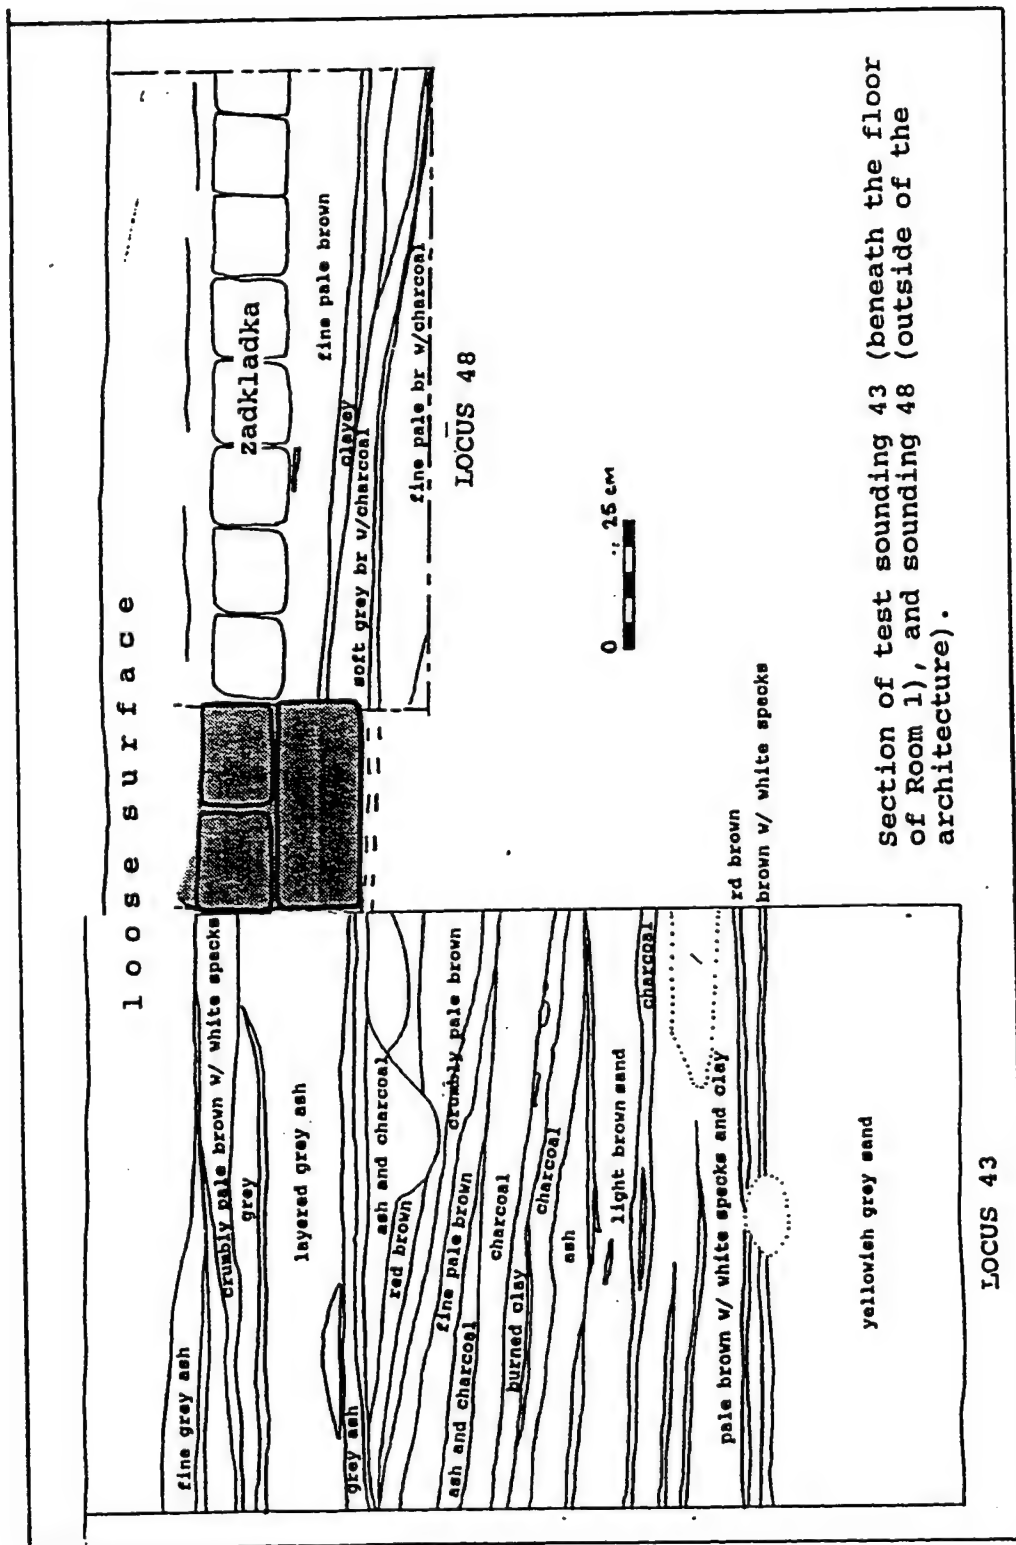 loose surface
fine grey ash
crumbly pale brown w/ white specks
grey
layered grey ash
grey ash
ash and charcoal
red brown
crumbly pale brown
fine pale brown
ash and charcoal
charcoal
burned clay
charcoal
ash
light brown sand
charcoal
pale brown w/ white specks and clay
rd brown
brown w/ white specks
yellowish grey sand
LOCUS 43
zadkladka
fine pale brown
clayey
soft grey br w/charcoal
fine pale br w/charcoal
LOCUS 48
0 25 cm
Section of test sounding 43 (beneath the floor
of Room 1), and sounding 48 (outside of the
architecture).